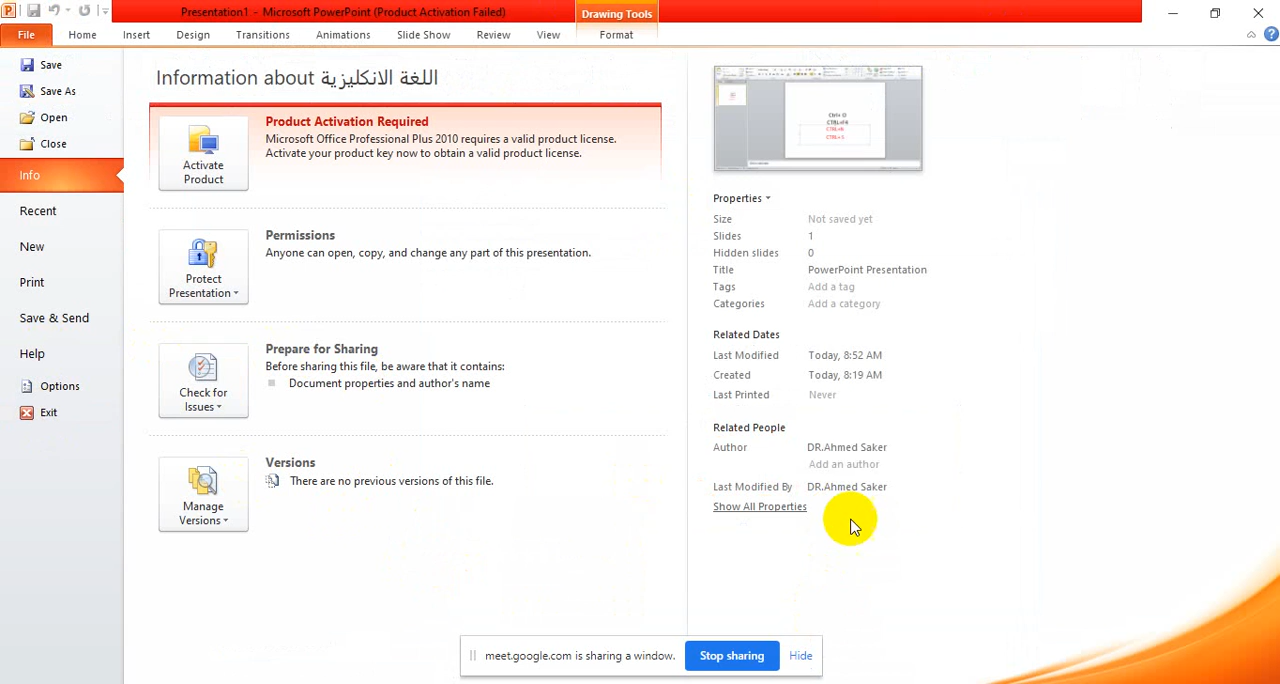 Presentation1 - Microsoft PowerPoint (Product Activation Failed)
Drawing Tools
File Home Insert Design Transitions Animations Slide Show Review View Format
Save
Save As
Open
Close
Info
Recent
New
Print
Save & Send
Help
Options
Exit
Information about اللغة الانكليزية
Activate
Product
Product Activation Required
Microsoft Office Professional Plus 2010 requires a valid product license.
Activate your product key now to obtain a valid product license.
Protect
Presentation
Permissions
Anyone can open, copy, and change any part of this presentation.
Check for
Issues
Prepare for Sharing
Before sharing this file, be aware that it contains:
Document properties and author's name
Manage
Versions
Versions
There are no previous versions of this file.
Properties
Size Not saved yet
Slides 1
Hidden slides 0
Title PowerPoint Presentation
Tags Add a tag
Categories Add a category
Related Dates
Last Modified Today, 8:52 AM
Created Today, 8:19 AM
Last Printed Never
Related People
Author DR.Ahmed Saker
Add an author
Last Modified By DR.Ahmed Saker
Show All Properties
meet.google.com is sharing a window. Stop sharing Hide